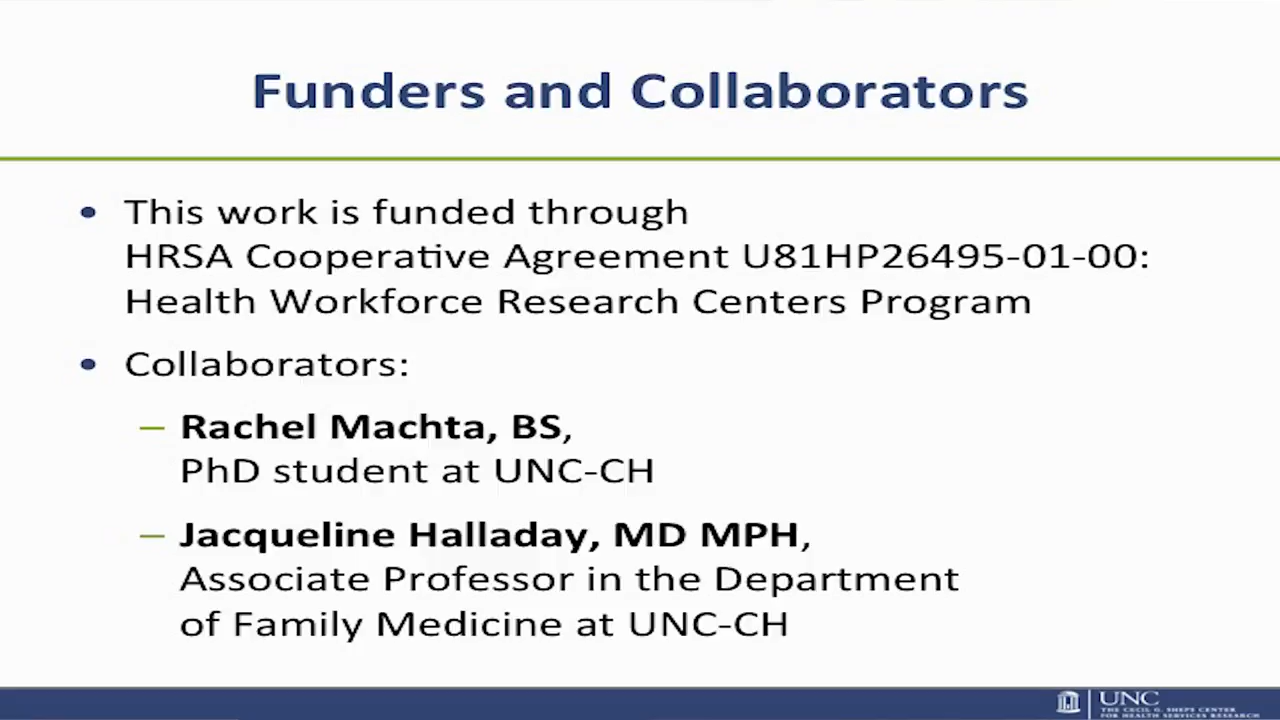 Funders and Collaborators
• This work is funded through
HRSA Cooperative Agreement U81HP26495-01-00:
Health Workforce Research Centers Program
• Collaborators:
– Rachel Machta, BS,
PhD student at UNC-CH
– Jacqueline Halladay, MD MPH,
Associate Professor in the Department
of Family Medicine at UNC-CH
UNC
THE CECIL G. SHEPS CENTER
FOR HEALTH SERVICES RESEARCH